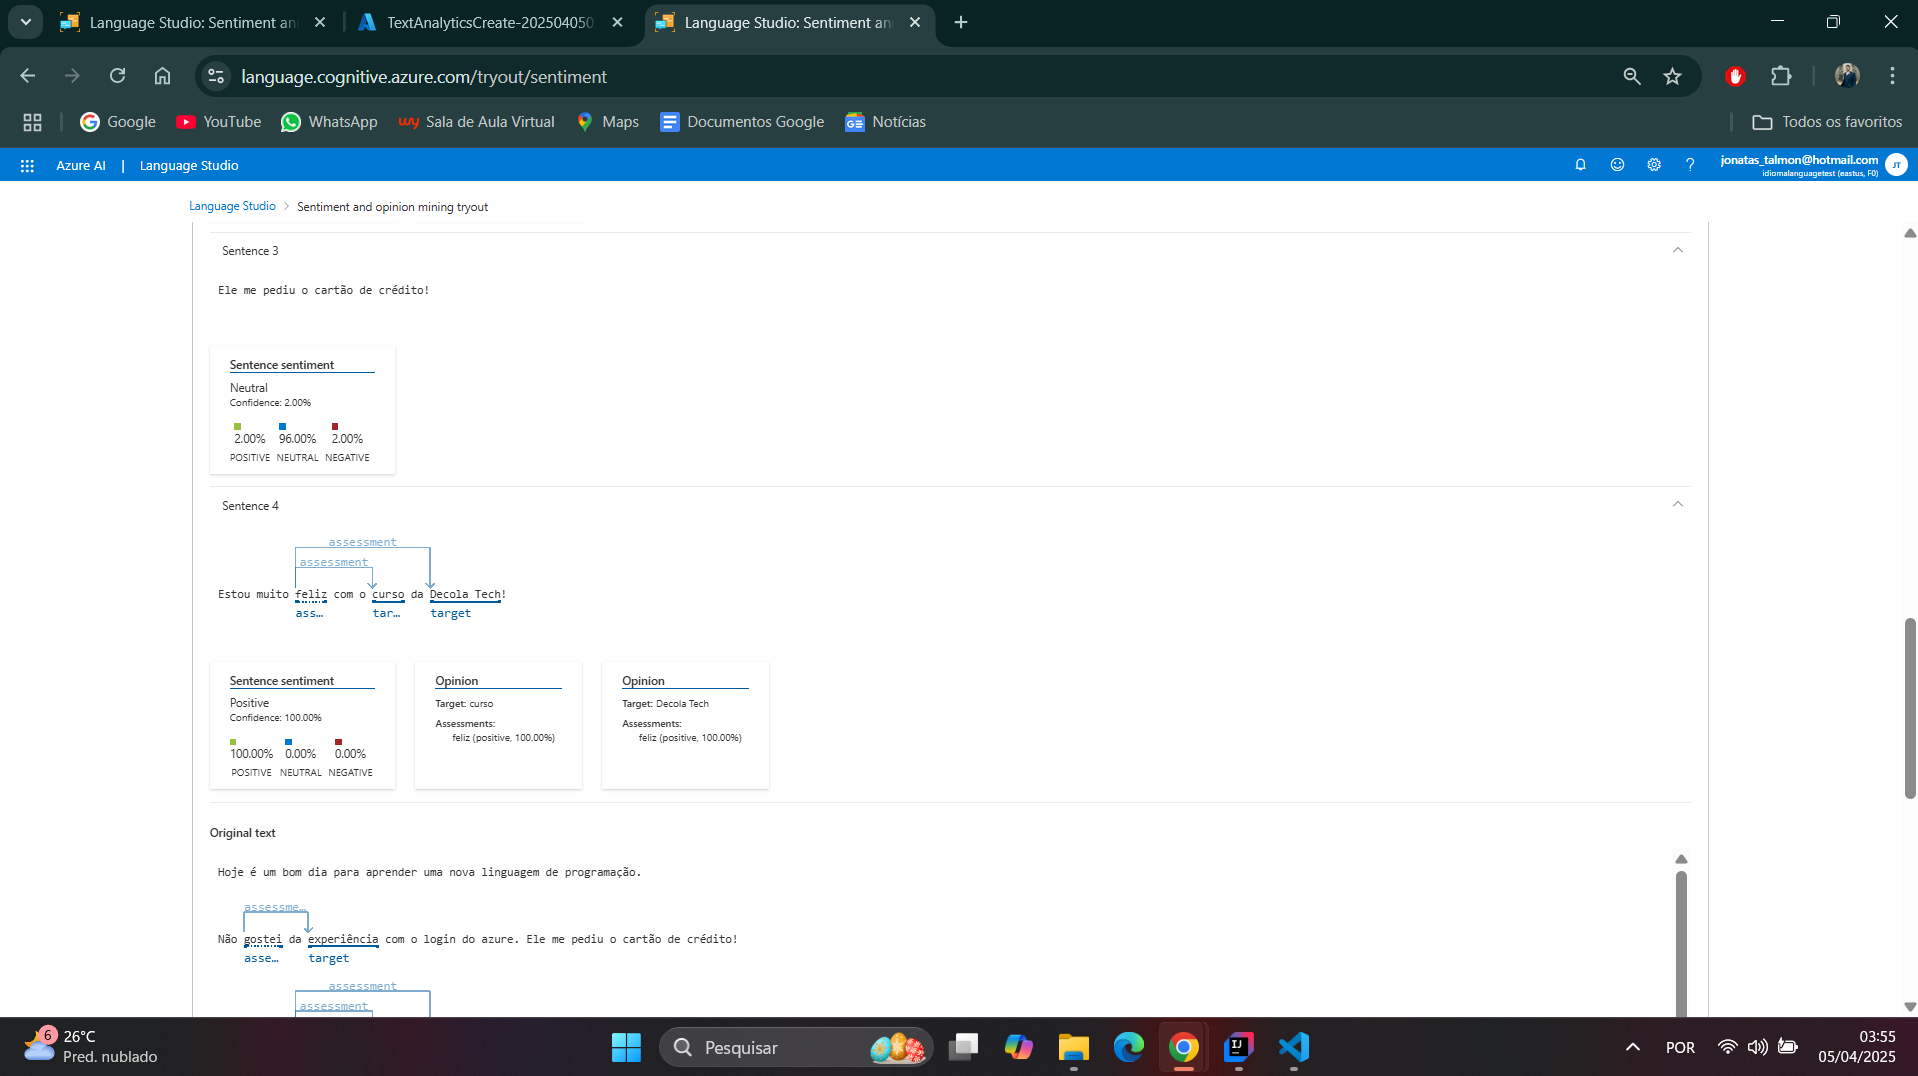 Language Studio: Sentiment an
TextAnalyticsCreate-202504050
Language Studio: Sentiment an
language.cognitive.azure.com/tryout/sentiment
Google
YouTube
WhatsApp
Sala de Aula Virtual
Maps
Documentos Google
Notícias
Todos os favoritos
Azure AI | Language Studio
jonatas_talmon@hotmail.com
idiomalanguagetest (eastus, F0)
JT
Language Studio > Sentiment and opinion mining tryout
Sentence 3
Ele me pediu o cartão de crédito!
Sentence sentiment
Neutral
Confidence: 2.00%
2.00% 96.00% 2.00%
POSITIVE NEUTRAL NEGATIVE
Sentence 4
assessment
assessment
Estou muito feliz com o curso da Decola Tech!
ass… tar… target
Sentence sentiment
Positive
Confidence: 100.00%
100.00% 0.00% 0.00%
POSITIVE NEUTRAL NEGATIVE
Opinion
Target: curso
Assessments:
feliz (positive, 100.00%)
Opinion
Target: Decola Tech
Assessments:
feliz (positive, 100.00%)
Original text
Hoje é um bom dia para aprender uma nova linguagem de programação.
assessme…
Não gostei da experiência com o login do azure. Ele me pediu o cartão de crédito!
asse… target
assessment
assessment
6
26°C
Pred. nublado
Pesquisar
POR
03:55
05/04/2025